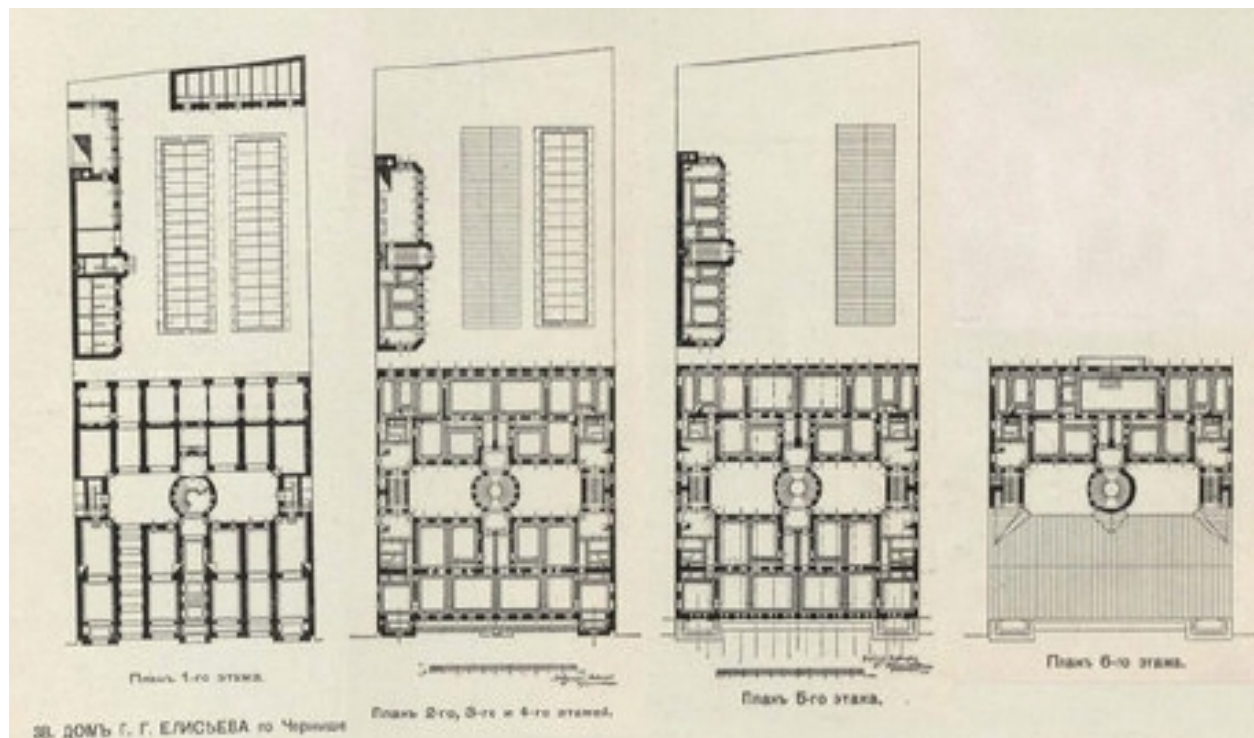 Планъ 1-го этажа.
Планъ 2-го, 3-го и 4-го этажей.
Планъ 5-го этажа.
Планъ 6-го этажа.
38. ДОМЪ Г. Г. ЕЛИСѢЕВА по Чернише